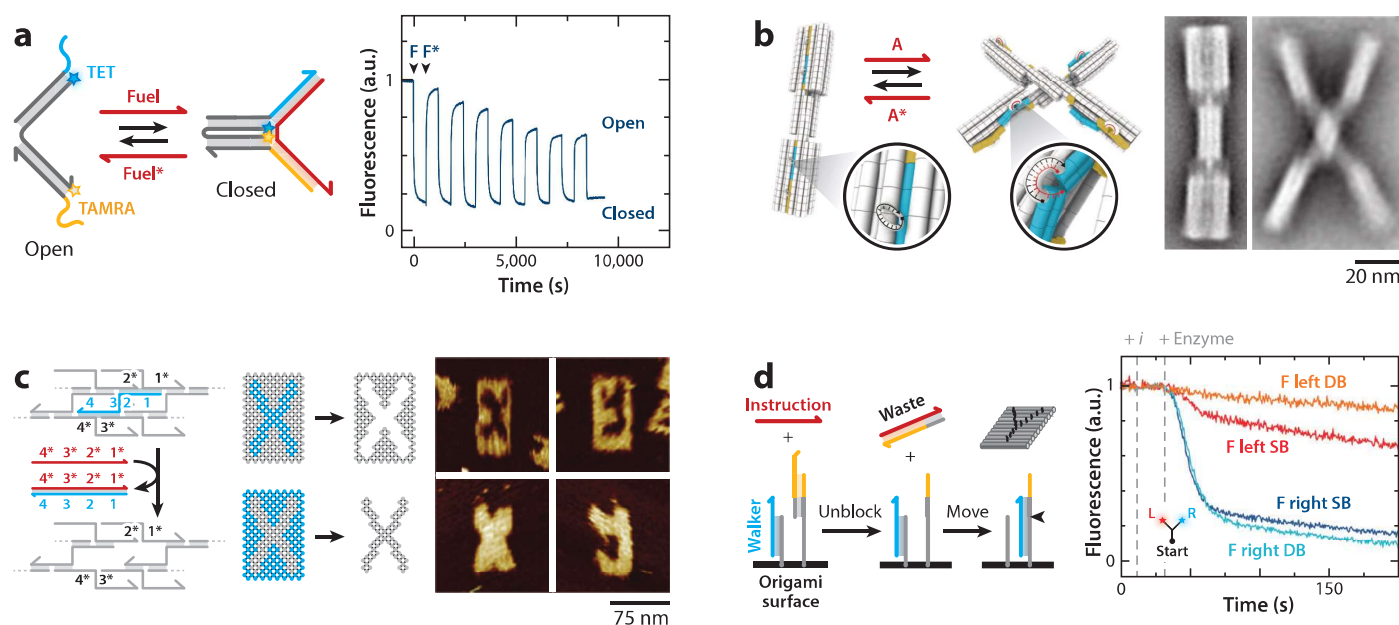 a
TET
Fuel
Fuel*
TAMRA
Open
Closed
Fluorescence (a.u.)
1
0
F F*
Open
Closed
0
5,000
10,000
Time (s)
b
A
A*
20 nm
c
2* 1*
4 3 2 1
4* 3*
4* 3* 2* 1*
4* 3* 2* 1*
4 3 2 1
2* 1*
4* 3*
75 nm
d
Instruction
+
Walker
Origami
surface
Unblock
Waste
+
Move
+ i
+ Enzyme
Fluorescence (a.u.)
1
0
F left DB
F left SB
F right SB
F right DB
L R
Start
0
150
Time (s)